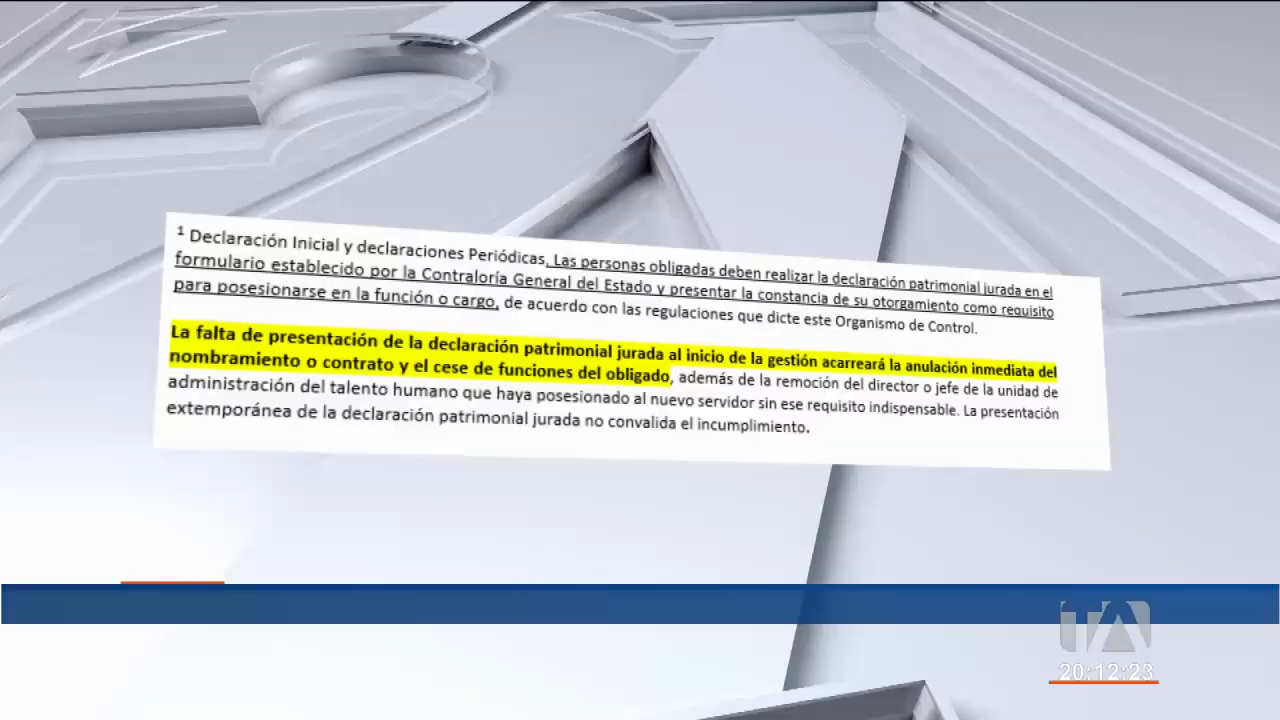 ¹ Declaración Inicial y declaraciones Periódicas. Las personas obligadas deben realizar la declaración patrimonial jurada en el
formulario establecido por la Contraloría General del Estado y presentar la constancia de su otorgamiento como requisito
para posesionarse en la función o cargo, de acuerdo con las regulaciones que dicte este Organismo de Control.
La falta de presentación de la declaración patrimonial jurada al inicio de la gestión acarreará la anulación inmediata del
nombramiento o contrato y el cese de funciones del obligado, además de la remoción del director o jefe de la unidad de
administración del talento humano que haya posesionado al nuevo servidor sin ese requisito indispensable. La presentación
extemporánea de la declaración patrimonial jurada no convalida el incumplimiento.
TA
20:12:23